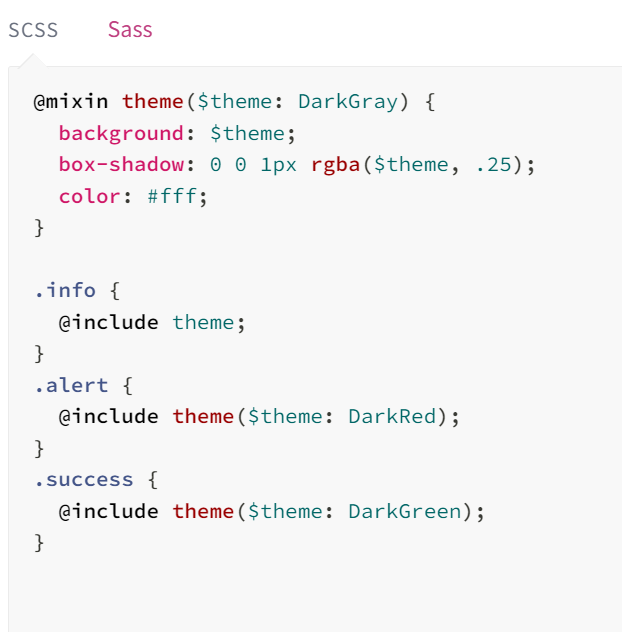 SCSS Sass
@mixin theme($theme: DarkGray) {
  background: $theme;
  box-shadow: 0 0 1px rgba($theme, .25);
  color: #fff;
}
.info {
  @include theme;
}
.alert {
  @include theme($theme: DarkRed);
}
.success {
  @include theme($theme: DarkGreen);
}